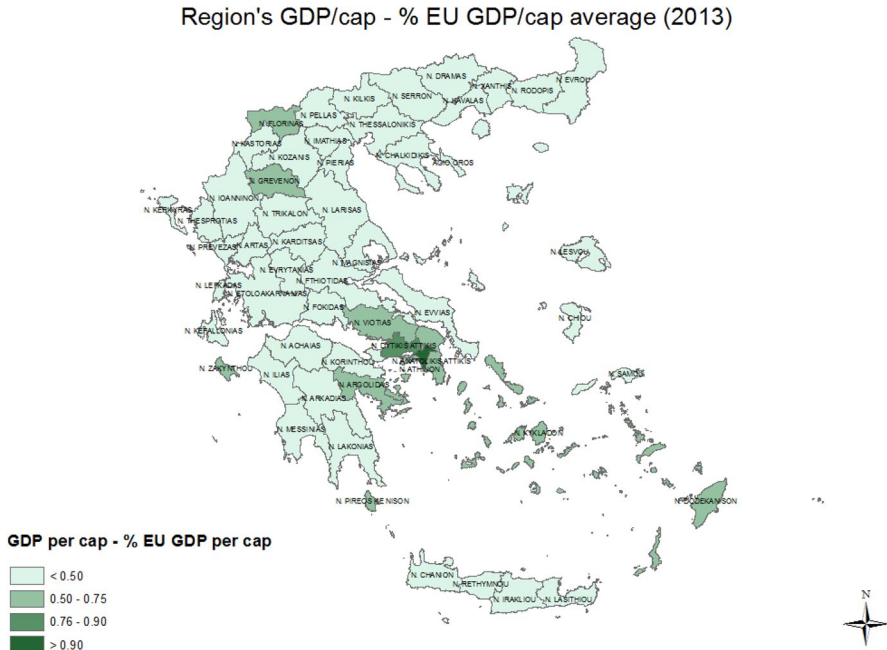 Region's GDP/cap - % EU GDP/cap average (2013)
N. DRAMAS
N. EVROU
N. XANTHIS
N. RODOPIS
N. KILKIS
N. SERRON
N. KAVALAS
N. PELLAS
N. FLORINAS
N. THESSALONIKIS
N. KASTORIAS
N. IMATHIAS
N. KOZANIS
N. PIERIAS
N. CHALKIDIKIS
AGIO OROS
N. GREVENON
N. IOANNINON
N. KERKYRAS
N. THESPROTIAS
N. TRIKALON
N. LARISAS
N. PREVEZAS
N. ARTAS
N. KARDITSAS
N. LESVOU
N. MAGNISIAS
N. EVRYTANIAS
N. FTHIOTIDAS
N. LEFKADAS
N. ETOLOAKARNANIAS
N. FOKIDAS
N. EVVIAS
N. CHIOU
N. VIOTIAS
N. KEFALLONIAS
N. ACHAIAS
N. DYTIKIS ATTIKIS
N. KORINTHOU
N. ANATOLIKIS ATTIKIS
N. ATHINON
N. ZAKYNTHOU
N. ILIAS
N. SAMOU
N. ARGOLIDAS
N. ARKADIAS
N. MESSINIAS
N. KYKLADON
N. LAKONIAS
N. PIREOS KE NISON
N. DODEKANISON
GDP per cap - % EU GDP per cap
N. CHANION
N. RETHYMNOU
N. IRAKLIOU
N. LASITHIOU
< 0.50
0.50 - 0.75
0.76 - 0.90
> 0.90
N